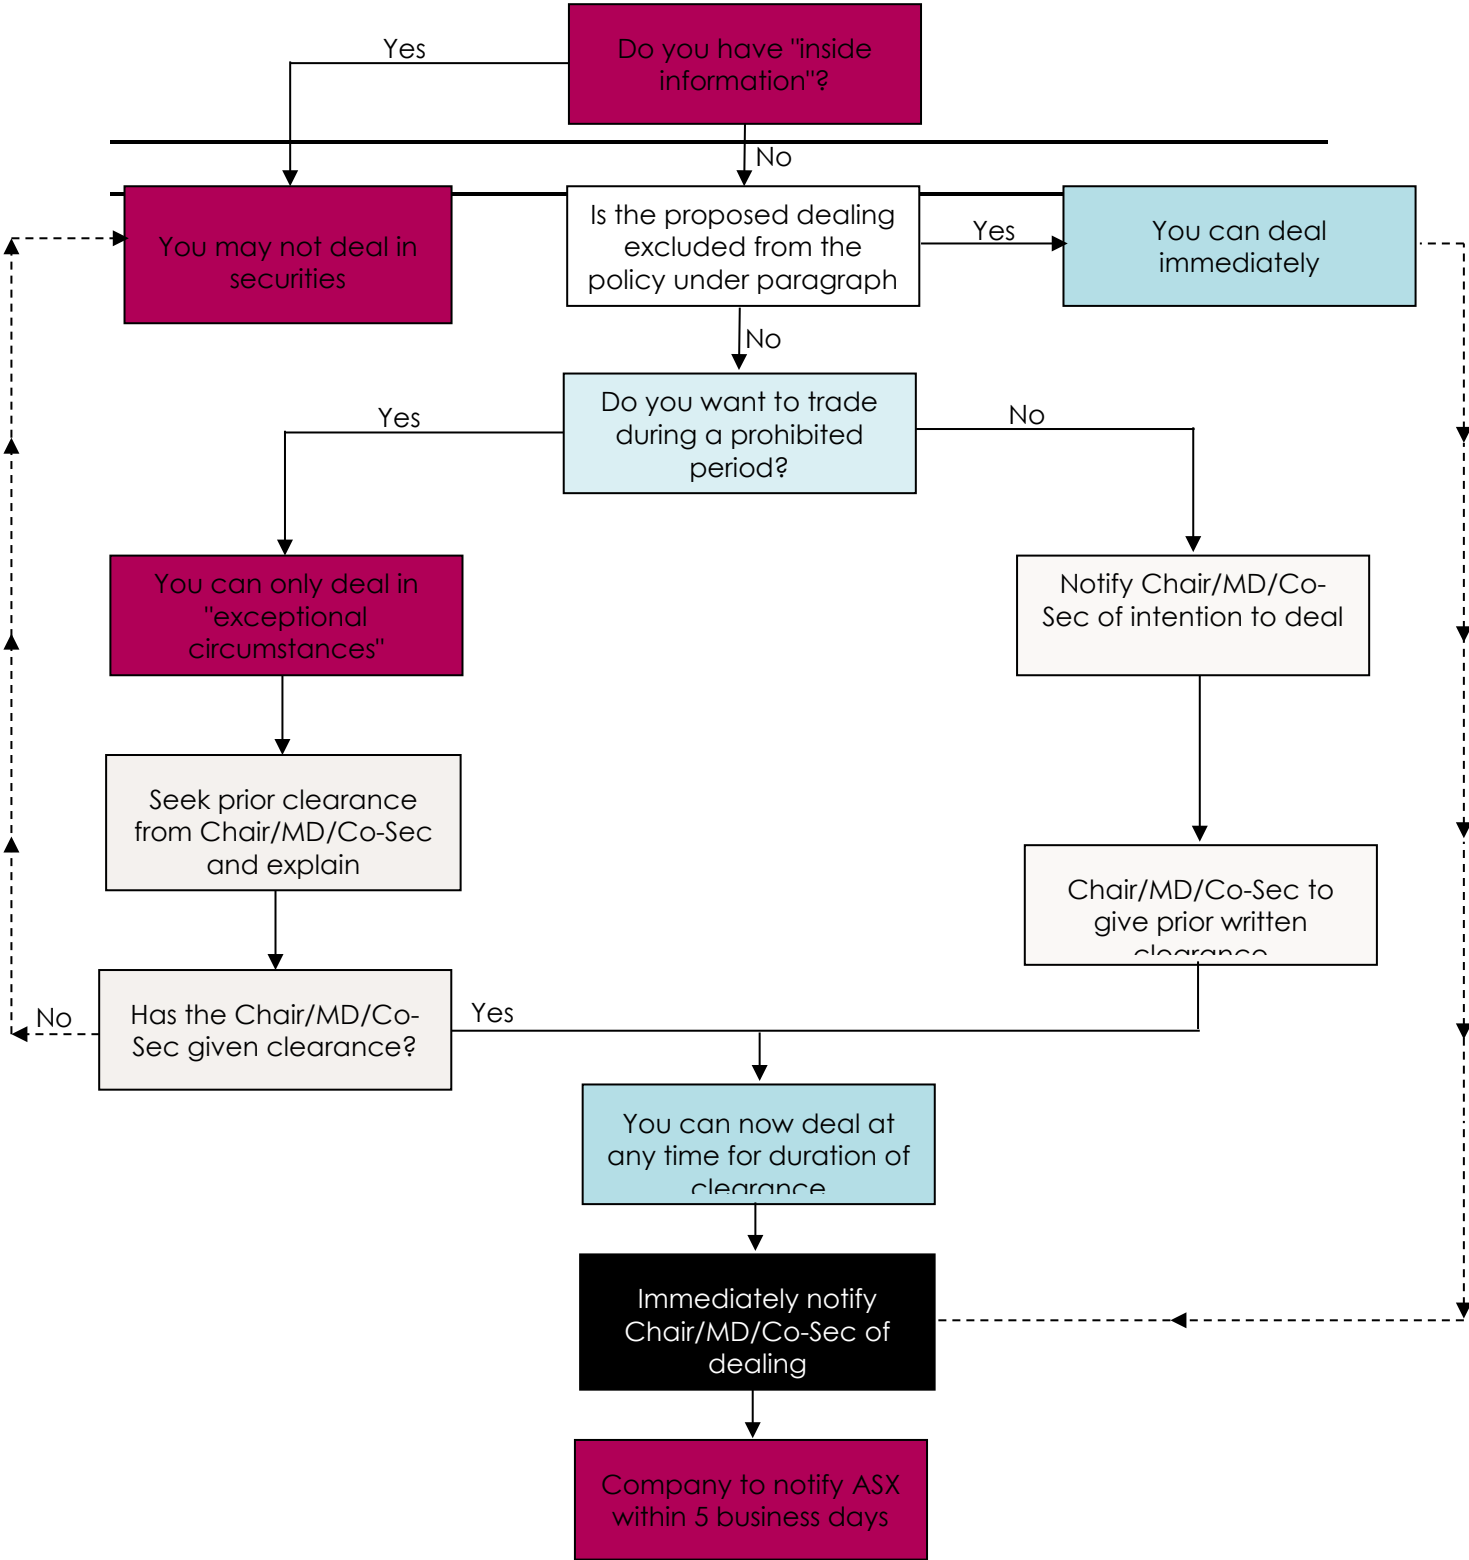 Yes
Do you have "inside
information"?
No
You may not deal in
securities
Is the proposed dealing
excluded from the
policy under paragraph
Yes
You can deal
immediately
No
Yes
Do you want to trade
during a prohibited
period?
No
You can only deal in
"exceptional
circumstances"
Notify Chair/MD/Co-
Sec of intention to deal
Seek prior clearance
from Chair/MD/Co-Sec
and explain
Chair/MD/Co-Sec to
give prior written
clearance
No
Has the Chair/MD/Co-
Sec given clearance?
Yes
You can now deal at
any time for duration of
clearance
Immediately notify
Chair/MD/Co-Sec of
dealing
Company to notify ASX
within 5 business days